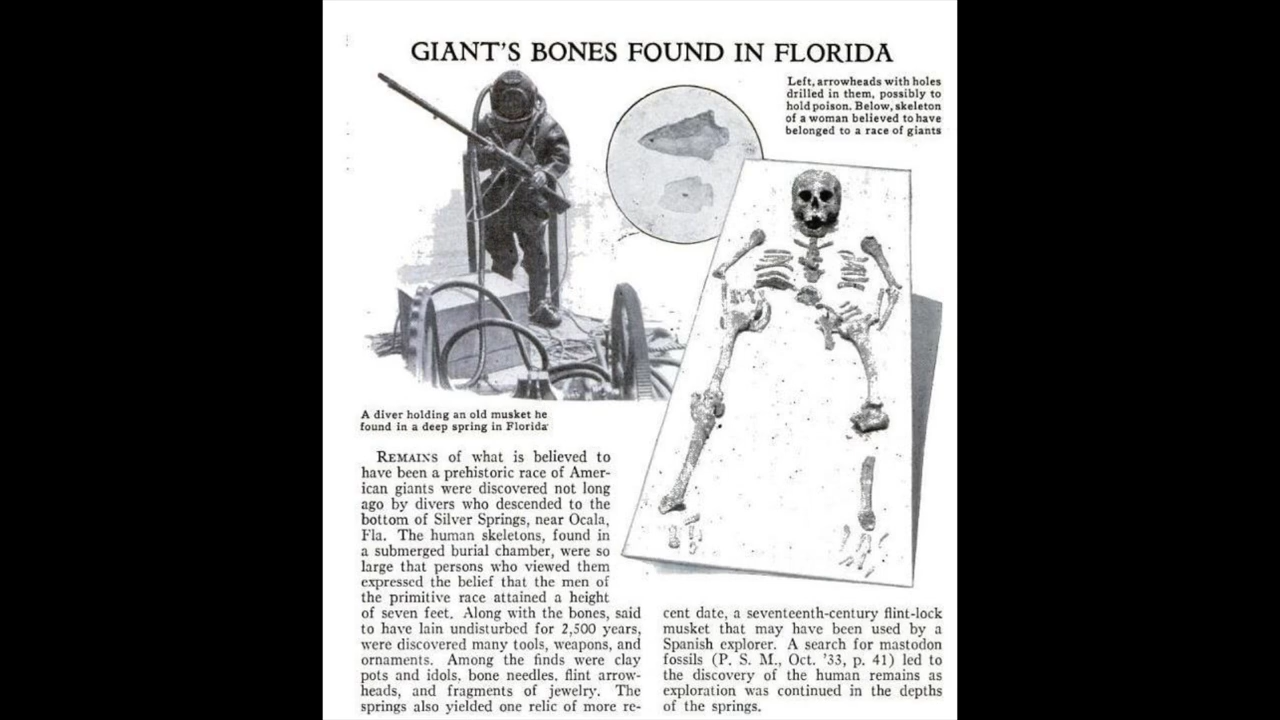 GIANT'S BONES FOUND IN FLORIDA
Left, arrowheads with holes
drilled in them, possibly to
hold poison. Below, skeleton
of a woman believed to have
belonged to a race of giants
A diver holding an old musket he
found in a deep spring in Florida
REMAINS of what is believed to
have been a prehistoric race of Amer-
ican giants were discovered not long
ago by divers who descended to the
bottom of Silver Springs, near Ocala,
Fla. The human skeletons, found in
a submerged burial chamber, were so
large that persons who viewed them
expressed the belief that the men of
the primitive race attained a height
of seven feet. Along with the bones, said
to have lain undisturbed for 2,500 years,
were discovered many tools, weapons, and
ornaments. Among the finds were clay
pots and idols, bone needles, flint arrow-
heads, and fragments of jewelry. The
springs also yielded one relic of more re-
cent date, a seventeenth-century flint-lock
musket that may have been used by a
Spanish explorer. A search for mastodon
fossils (P. S. M., Oct. '33, p. 41) led to
the discovery of the human remains as
exploration was continued in the depths
of the springs.